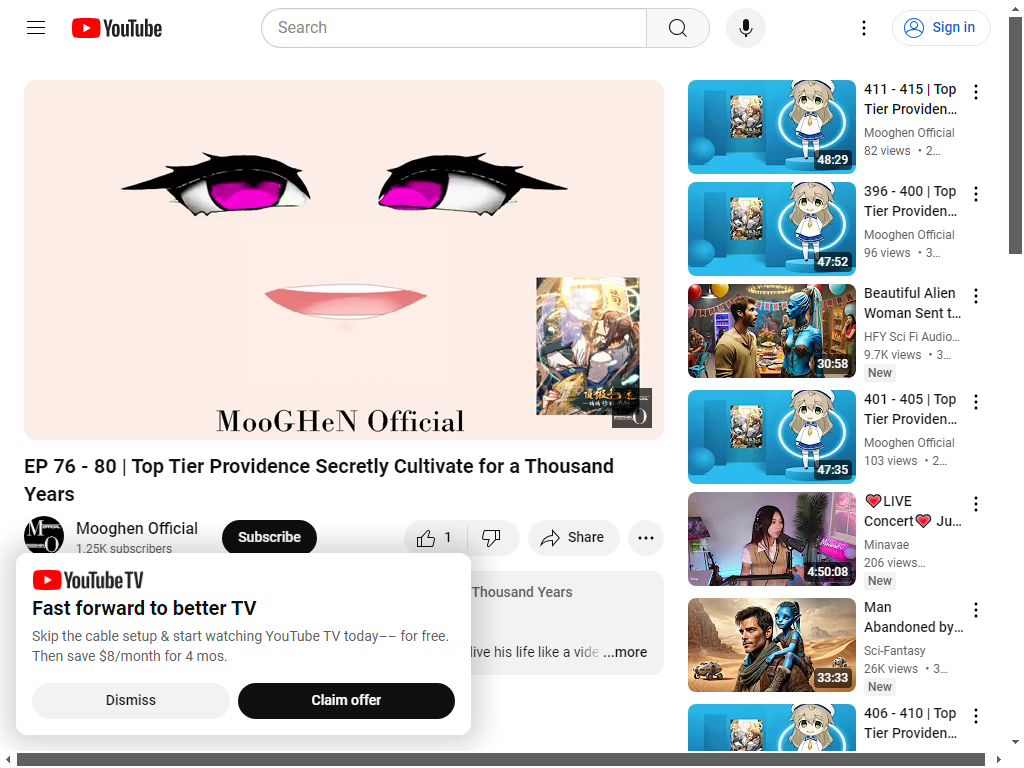 YouTube
Search
Sign in
MooGHeN Official
EP 76 - 80 | Top Tier Providence Secretly Cultivate for a Thousand
Years
Mooghen Official
1.25K subscribers
Subscribe
1
Share
Thousand Years
live his life like a vide ...more
YouTube TV
Fast forward to better TV
Skip the cable setup & start watching YouTube TV today–– for free.
Then save $8/month for 4 mos.
Dismiss
Claim offer
48:29
411 - 415 | Top
Tier Providen...
Mooghen Official
82 views • 2...
47:52
396 - 400 | Top
Tier Providen...
Mooghen Official
96 views • 3...
30:58
Beautiful Alien
Woman Sent t...
HFY Sci Fi Audio...
9.7K views • 3...
New
47:35
401 - 405 | Top
Tier Providen...
Mooghen Official
103 views • 2...
4:50:08
💗LIVE
Concert💗 Ju...
Minavae
206 views...
New
33:33
Man
Abandoned by...
Sci-Fantasy
26K views • 3...
New
406 - 410 | Top
Tier Providen...